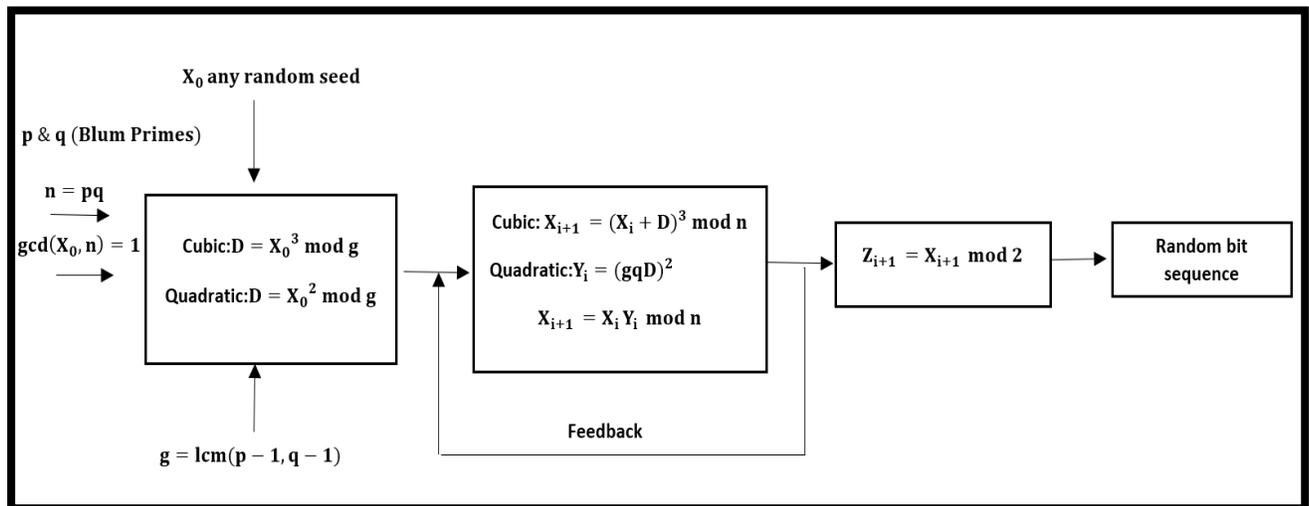 X₀ any random seed
p & q (Blum Primes)
n = pq
gcd(X₀, n) = 1
Cubic:D = X₀³ mod g
Quadratic:D = X₀² mod g
g = lcm(p − 1, q − 1)
Cubic: Xᵢ₊₁ = (Xᵢ + D)³ mod n
Quadratic:Yᵢ = (gqD)²
Xᵢ₊₁ = Xᵢ Yᵢ mod n
Feedback
Zᵢ₊₁ = Xᵢ₊₁ mod 2
Random bit
sequence